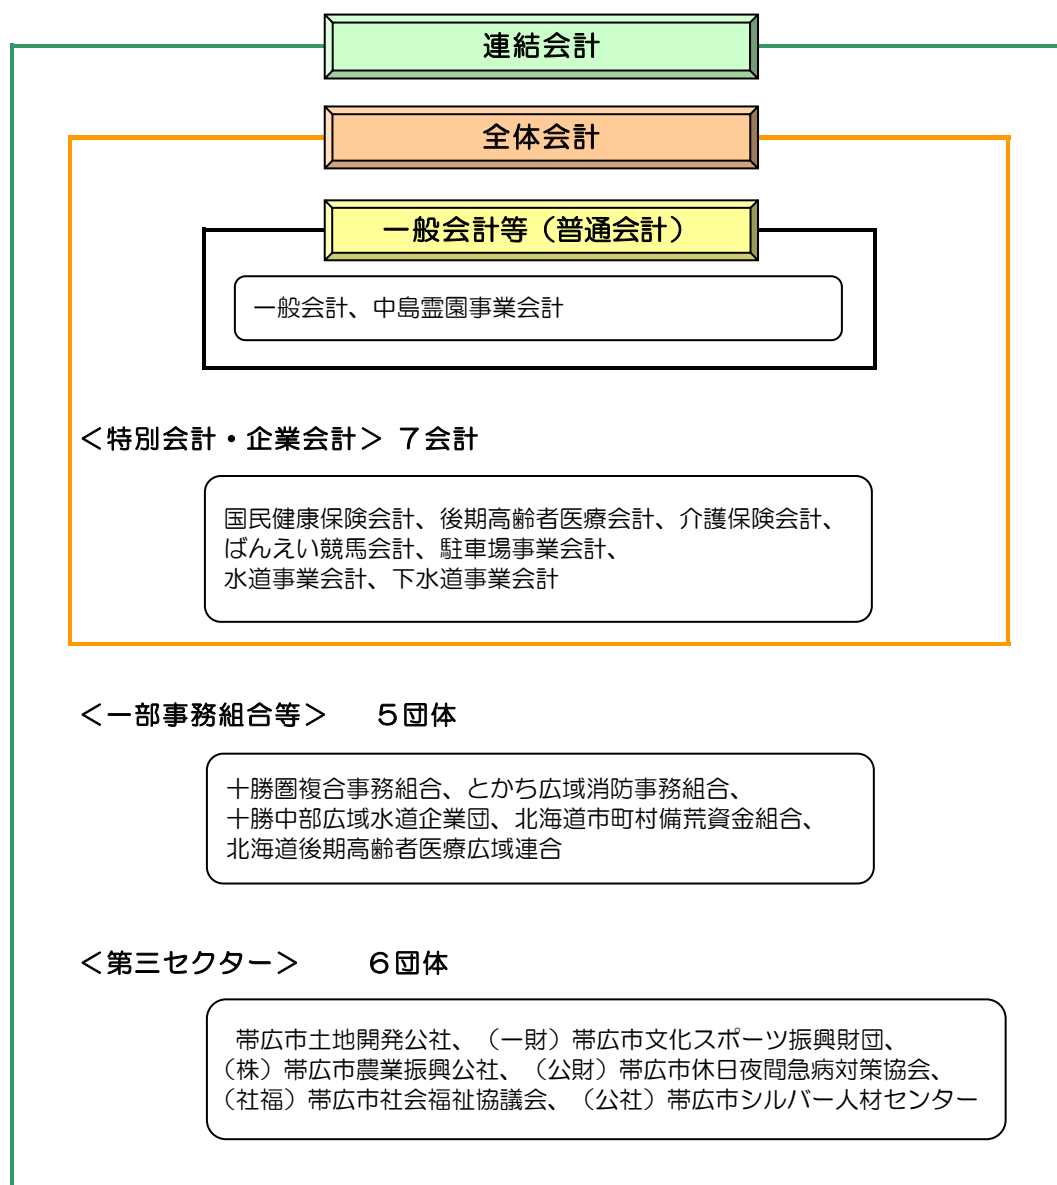 連結会計
全体会計
一般会計等（普通会計）
一般会計、中島霊園事業会計
＜特別会計・企業会計＞ ７会計
国民健康保険会計、後期高齢者医療会計、介護保険会計、
ばんえい競馬会計、駐車場事業会計、
水道事業会計、下水道事業会計
＜一部事務組合等＞　５団体
十勝圏複合事務組合、とかち広域消防事務組合、
十勝中部広域水道企業団、北海道市町村備荒資金組合、
北海道後期高齢者医療広域連合
＜第三セクター＞　６団体
帯広市土地開発公社、（一財）帯広市文化スポーツ振興財団、
（株）帯広市農業振興公社、（公財）帯広市休日夜間急病対策協会、
（社福）帯広市社会福祉協議会、（公社）帯広市シルバー人材センター